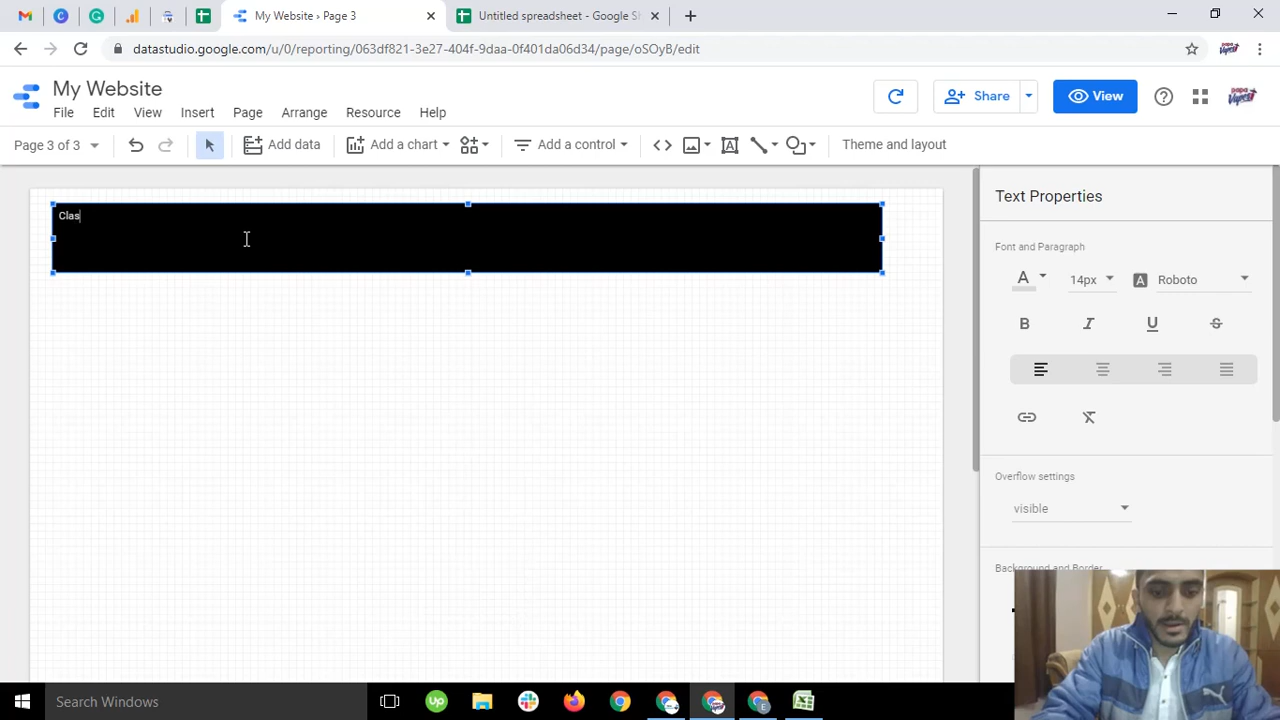 My Website › Page 3
Untitled spreadsheet - Google Sh
datastudio.google.com/u/0/reporting/063df821-3e27-404f-9daa-0f401da06d34/page/oSOyB/edit
My Website
File Edit View Insert Page Arrange Resource Help
Share
View
Page 3 of 3
Add data
Add a chart
Add a control
Theme and layout
Clas
Text Properties
Font and Paragraph
A 14px A Roboto
B I U S
Overflow settings
visible
Background and Border
Search Windows